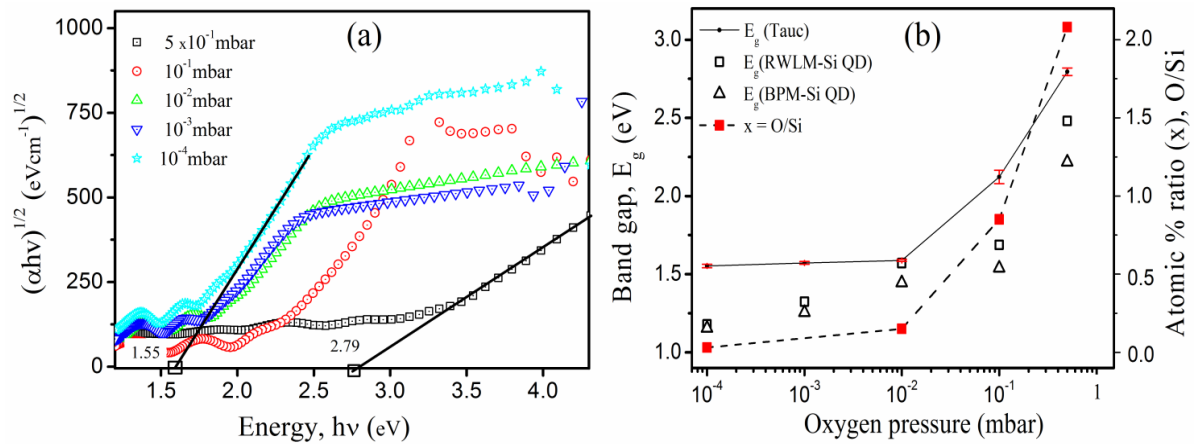 (a)
1000
750
500
250
0
(αhν)^1/2 (eVcm⁻¹)^1/2
5 x10⁻¹mbar
10⁻¹mbar
10⁻²mbar
10⁻³mbar
10⁻⁴mbar
1.55
2.79
1.5 2.0 2.5 3.0 3.5 4.0
Energy, hν (eV)
(b)
3.0
2.5
2.0
1.5
1.0
Band gap, E_g (eV)
E_g (Tauc)
E_g(RWLM-Si QD)
E_g(BPM-Si QD)
x = O/Si
2.0
1.5
1.0
0.5
0.0
Atomic % ratio (x), O/Si
10⁻⁴ 10⁻³ 10⁻² 10⁻¹ 1
Oxygen pressure (mbar)